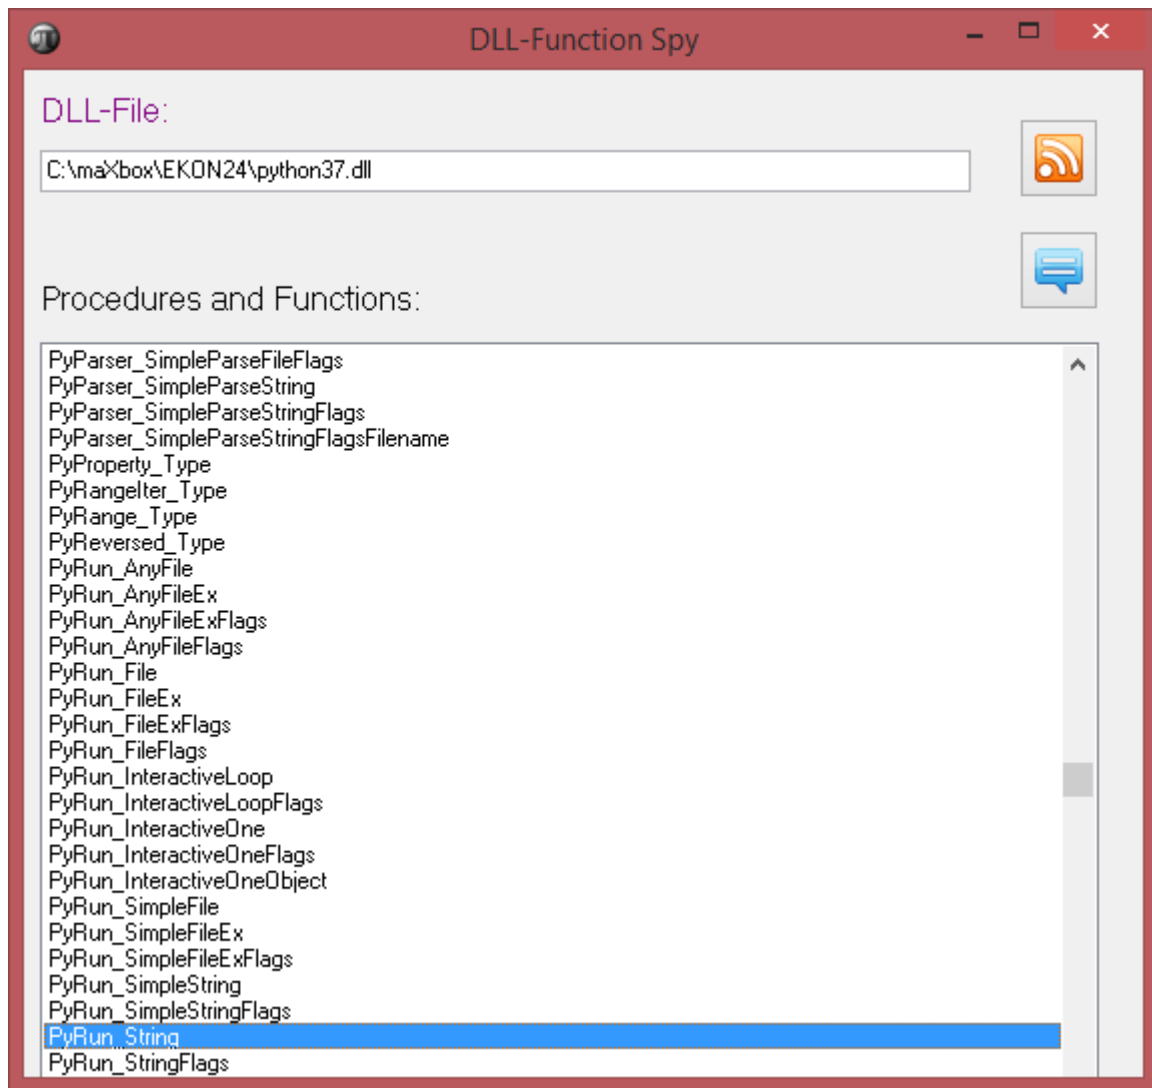 DLL-Function Spy
DLL-File:
C:\maXbox\EKON24\python37.dll
Procedures and Functions:
PyParser_SimpleParseFileFlags
PyParser_SimpleParseString
PyParser_SimpleParseStringFlags
PyParser_SimpleParseStringFlagsFilename
PyProperty_Type
PyRangeIter_Type
PyRange_Type
PyReversed_Type
PyRun_AnyFile
PyRun_AnyFileEx
PyRun_AnyFileExFlags
PyRun_AnyFileFlags
PyRun_File
PyRun_FileEx
PyRun_FileExFlags
PyRun_FileFlags
PyRun_InteractiveLoop
PyRun_InteractiveLoopFlags
PyRun_InteractiveOne
PyRun_InteractiveOneFlags
PyRun_InteractiveOneObject
PyRun_SimpleFile
PyRun_SimpleFileEx
PyRun_SimpleFileExFlags
PyRun_SimpleString
PyRun_SimpleStringFlags
PyRun_String
PyRun_StringFlags